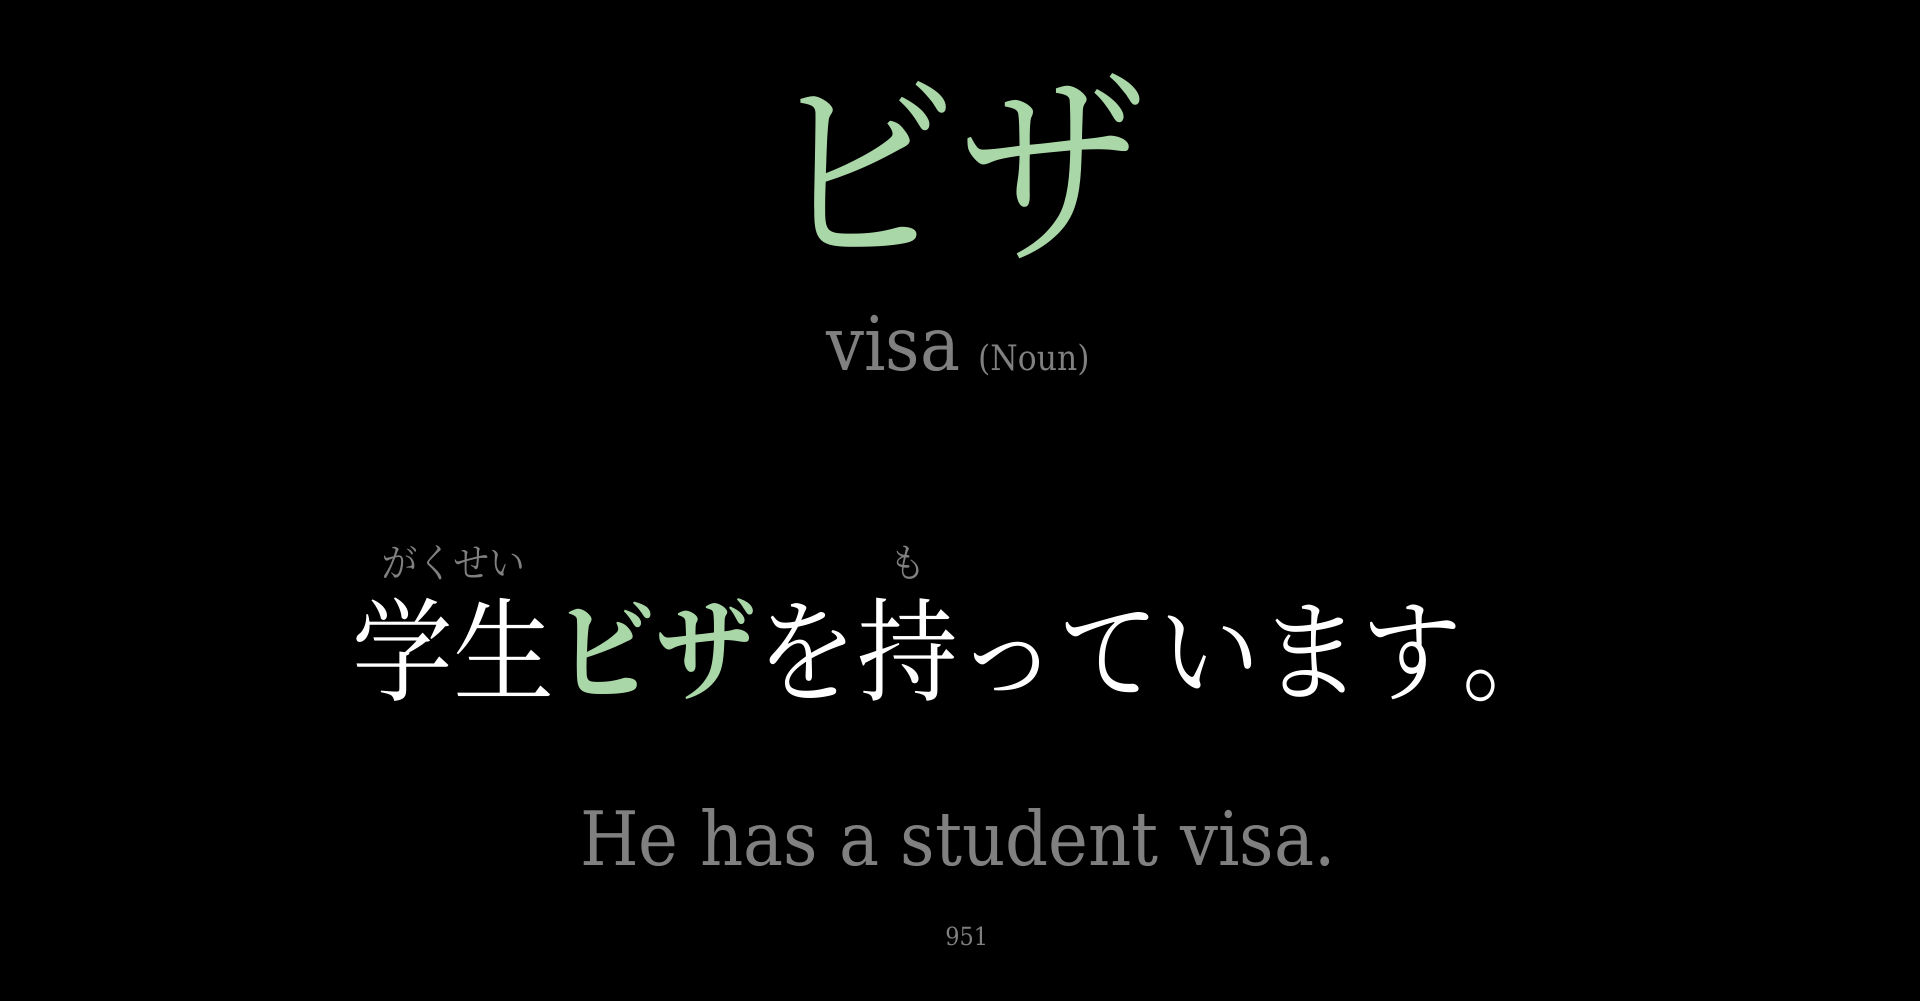 ビザ
visa (Noun)
がくせい も
学生ビザを持っています。
He has a student visa.
951